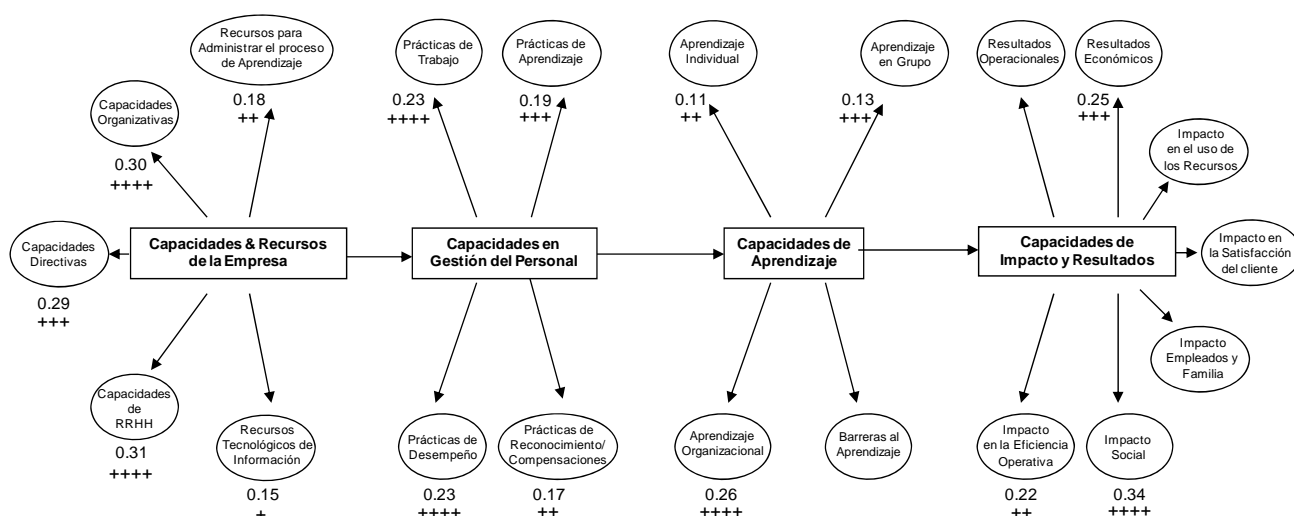 Recursos para
Administrar el proceso
de Aprendizaje
0.18
++
Capacidades
Organizativas
0.30
++++
Capacidades
Directivas
0.29
+++
Capacidades & Recursos
de la Empresa
Capacidades
de
RRHH
0.31
++++
Recursos
Tecnológicos de
Información
0.15
+
Prácticas de
Trabajo
0.23
++++
Prácticas de
Aprendizaje
0.19
+++
Capacidades en
Gestión del Personal
Prácticas de
Desempeño
0.23
++++
Prácticas de
Reconocimiento/
Compensaciones
0.17
++
Aprendizaje
Individual
0.11
++
Aprendizaje
en Grupo
0.13
+++
Capacidades de
Aprendizaje
Aprendizaje
Organizacional
0.26
++++
Barreras al
Aprendizaje
Resultados
Operacionales
Resultados
Económicos
0.25
+++
Impacto
en el uso de
los Recursos
Capacidades de
Impacto y Resultados
Impacto en
la Satisfacción
del cliente
Impacto
Empleados y
Familia
Impacto
en la Eficiencia
Operativa
0.22
++
Impacto
Social
0.34
++++